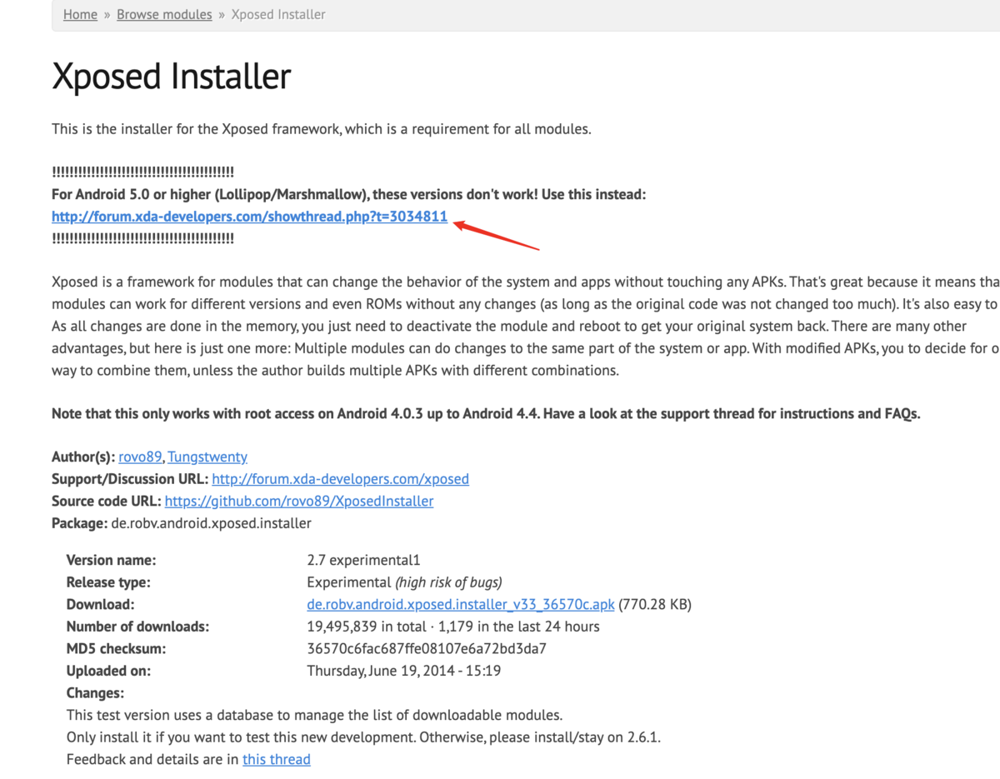 Home » Browse modules » Xposed Installer
Xposed Installer
This is the installer for the Xposed framework, which is a requirement for all modules.
!!!!!!!!!!!!!!!!!!!!!!!!!!!!!!!!!!!!!!!!!!
For Android 5.0 or higher (Lollipop/Marshmallow), these versions don't work! Use this instead:
http://forum.xda-developers.com/showthread.php?t=3034811
!!!!!!!!!!!!!!!!!!!!!!!!!!!!!!!!!!!!!!!!!!
Xposed is a framework for modules that can change the behavior of the system and apps without touching any APKs. That's great because it means tha
modules can work for different versions and even ROMs without any changes (as long as the original code was not changed too much). It's also easy to
As all changes are done in the memory, you just need to deactivate the module and reboot to get your original system back. There are many other
advantages, but here is just one more: Multiple modules can do changes to the same part of the system or app. With modified APKs, you to decide for o
way to combine them, unless the author builds multiple APKs with different combinations.
Note that this only works with root access on Android 4.0.3 up to Android 4.4. Have a look at the support thread for instructions and FAQs.
Author(s): rovo89, Tungstwenty
Support/Discussion URL: http://forum.xda-developers.com/xposed
Source code URL: https://github.com/rovo89/XposedInstaller
Package: de.robv.android.xposed.installer
Version name: 2.7 experimental1
Release type: Experimental (high risk of bugs)
Download: de.robv.android.xposed.installer_v33_36570c.apk (770.28 KB)
Number of downloads: 19,495,839 in total · 1,179 in the last 24 hours
MD5 checksum: 36570c6fac687ffe08107e6a72bd3da7
Uploaded on: Thursday, June 19, 2014 - 15:19
Changes:
This test version uses a database to manage the list of downloadable modules.
Only install it if you want to test this new development. Otherwise, please install/stay on 2.6.1.
Feedback and details are in this thread